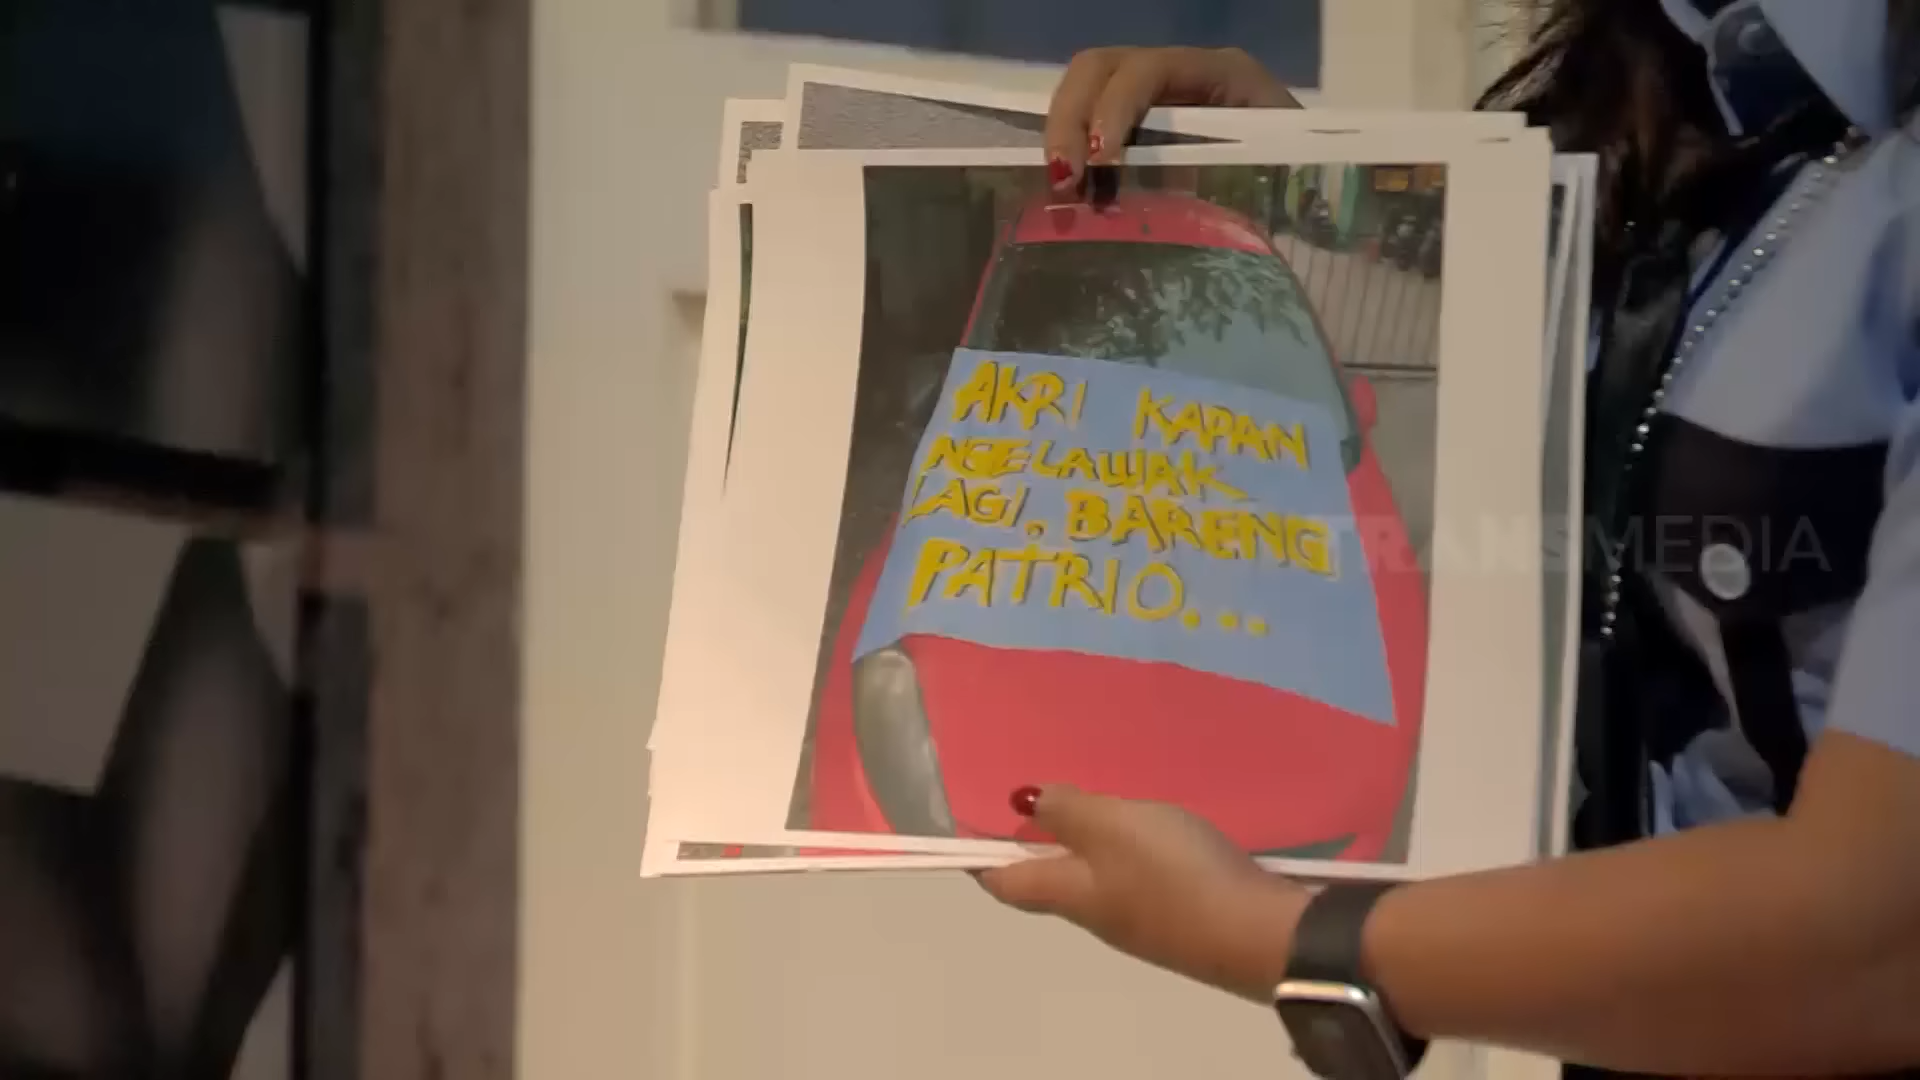 AKRI KAPAN
NGELAWAK
LAGI. BARENG
PATRIO...
TRANSMEDIA